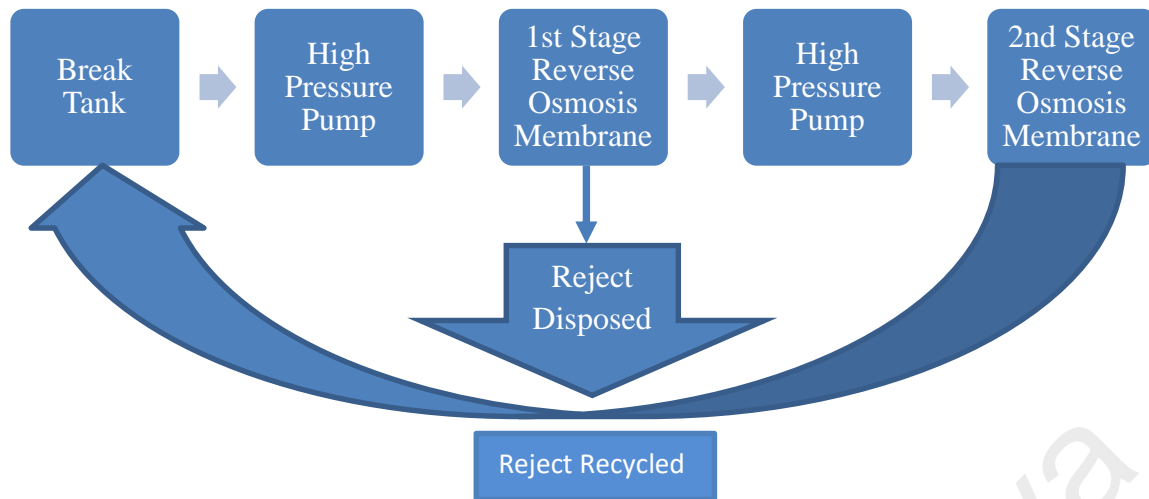 Break
Tank
High
Pressure
Pump
1st Stage
Reverse
Osmosis
Membrane
High
Pressure
Pump
2nd Stage
Reverse
Osmosis
Membrane
Reject
Disposed
Reject Recycled